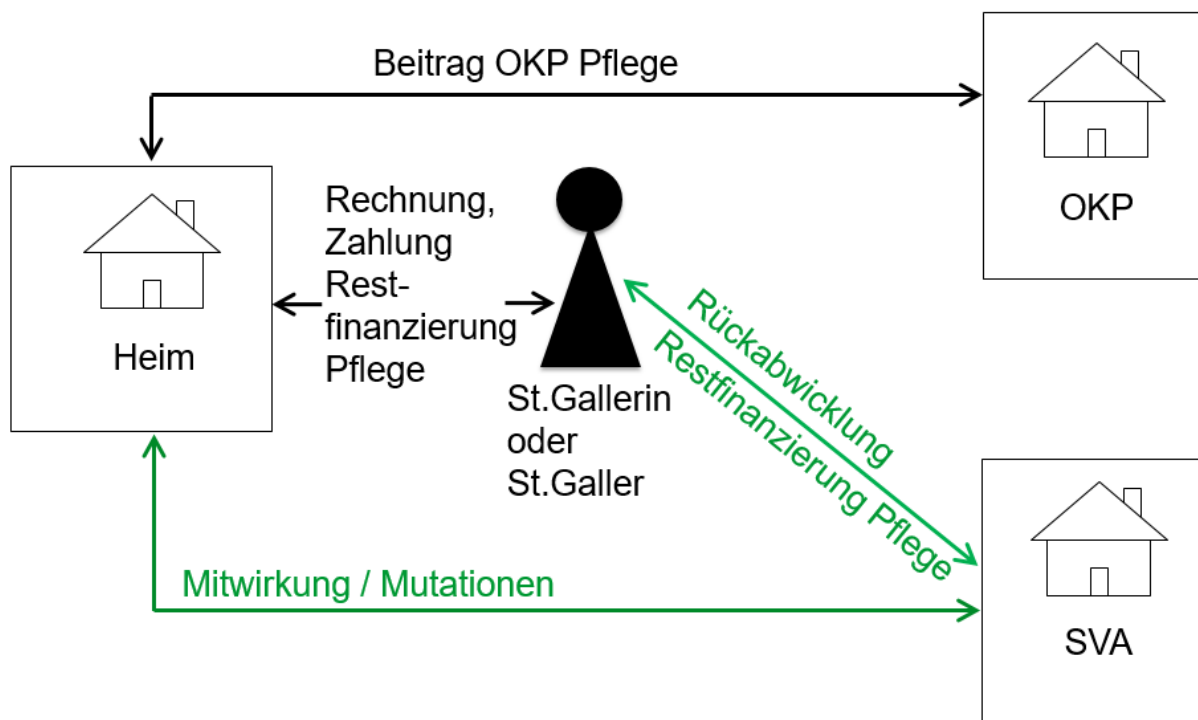 Beitrag OKP Pflege
OKP
Rechnung,
Zahlung
Rest-
finanzierung
Pflege
Heim
St.Gallerin
oder
St.Galler
Rückabwicklung
Restfinanzierung Pflege
Mitwirkung / Mutationen
SVA